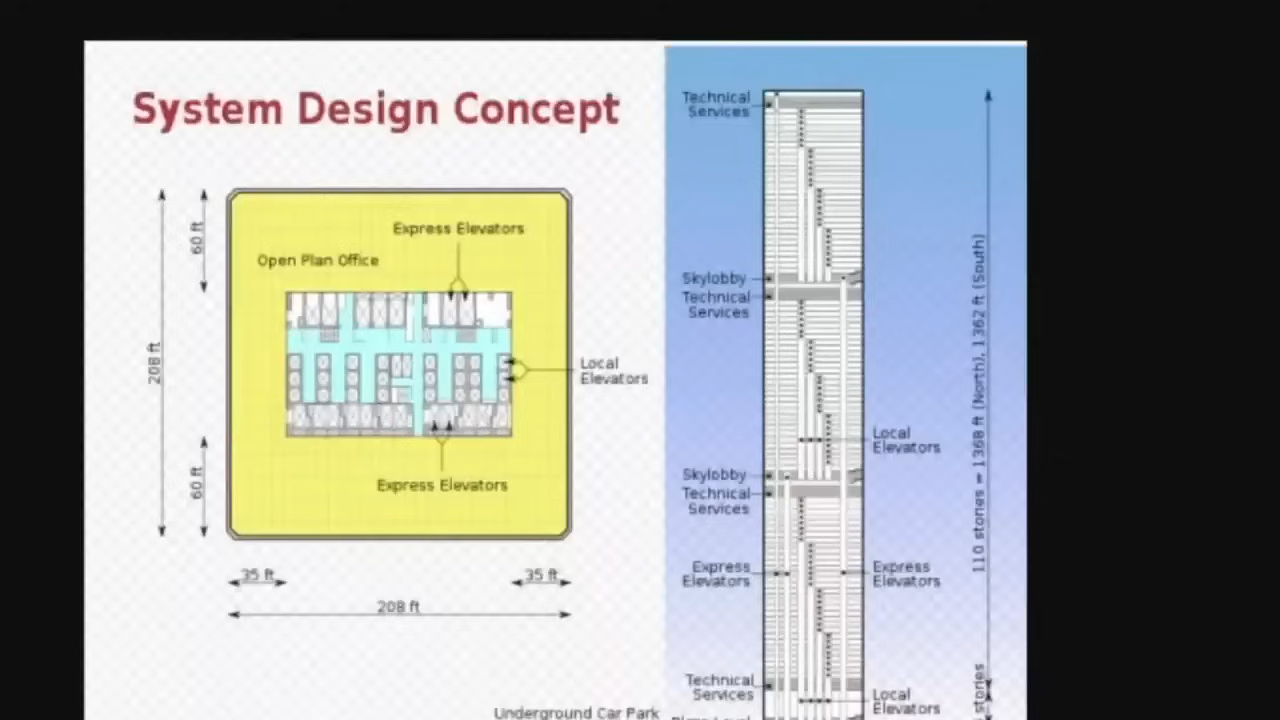 System Design Concept
60 ft
208 ft
Express Elevators
Open Plan Office
Local
Elevators
60 ft
Express Elevators
35 ft
35 ft
208 ft
Underground Car Park
Technical
Services
Skylobby
Technical
Services
Local
Elevators
Skylobby
Technical
Services
Express
Elevators
Express
Elevators
Technical
Services
Local
Elevators
110 stories = 1368 ft (North), 1362 ft (South)
stories